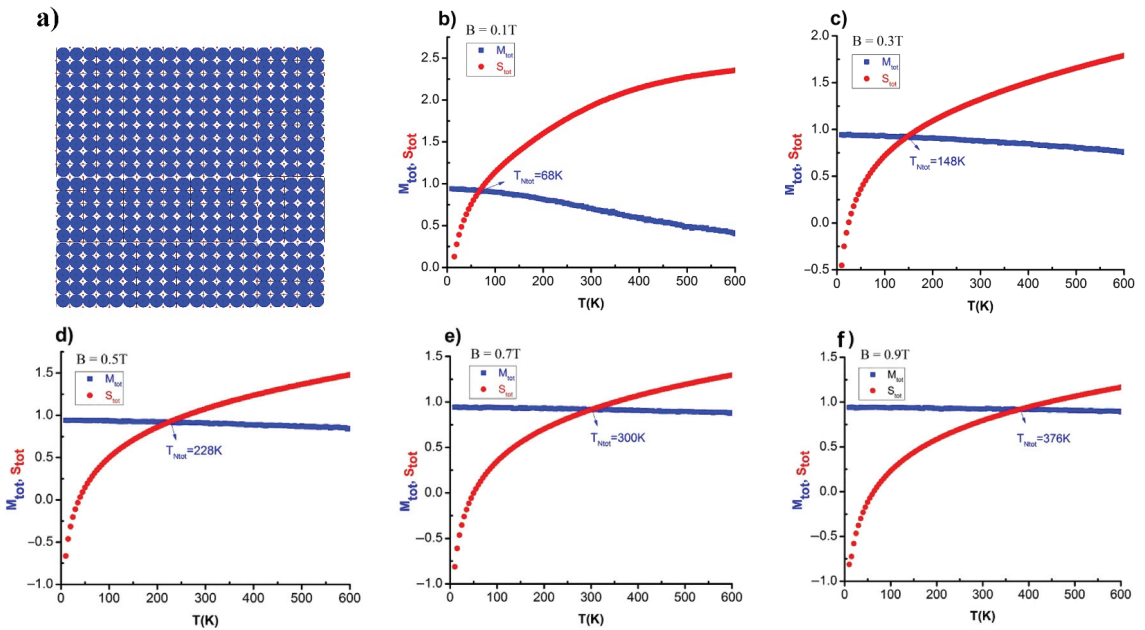 a)
b)
B = 0.1T
M_tot
S_tot
M_tot, S_tot
2.5
2.0
1.5
1.0
0.5
0.0
T_Ntot=68K
0 100 200 300 400 500 600
T(K)
c)
B = 0.3T
M_tot
S_tot
M_tot, S_tot
2.0
1.5
1.0
0.5
0.0
−0.5
T_Ntot=148K
0 100 200 300 400 500 600
T(K)
d)
B = 0.5T
M_tot
S_tot
M_tot, S_tot
1.5
1.0
0.5
0.0
−0.5
−1.0
T_Ntot=228K
0 100 200 300 400 500 600
T(K)
e)
B = 0.7T
M_tot
S_tot
M_tot, S_tot
1.5
1.0
0.5
0.0
−0.5
−1.0
T_Ntot=300K
0 100 200 300 400 500 600
T(K)
f)
B = 0.9T
M_tot
S_tot
M_tot, S_tot
1.5
1.0
0.5
0.0
−0.5
−1.0
T_Ntot=376K
0 100 200 300 400 500 600
T(K)